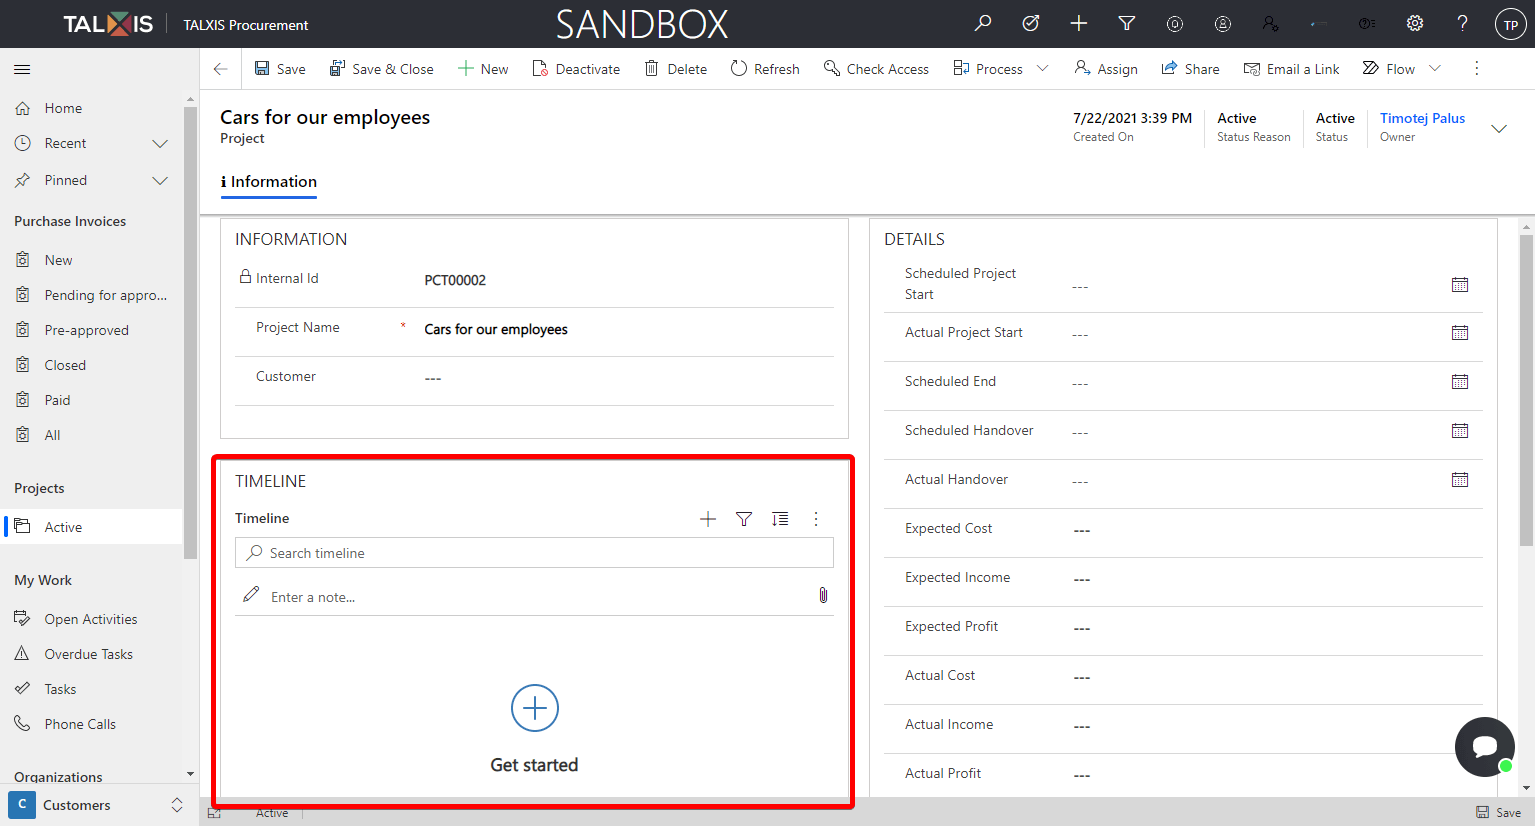 TALXIS
TALXIS Procurement
SANDBOX
TP
Save
Save & Close
New
Deactivate
Delete
Refresh
Check Access
Process
Assign
Share
Email a Link
Flow
Home
Recent
Pinned
Purchase Invoices
New
Pending for appro...
Pre-approved
Closed
Paid
All
Projects
Active
My Work
Open Activities
Overdue Tasks
Tasks
Phone Calls
Organizations
C
Customers
Cars for our employees
Project
7/22/2021 3:39 PM
Created On
Active
Status Reason
Active
Status
Timotej Palus
Owner
Information
INFORMATION
Internal Id
PCT00002
Project Name *
Cars for our employees
Customer
---
TIMELINE
Timeline
Search timeline
Enter a note...
Get started
DETAILS
Scheduled Project
Start
---
Actual Project Start
---
Scheduled End
---
Scheduled Handover
---
Actual Handover
---
Expected Cost
---
Expected Income
---
Expected Profit
---
Actual Cost
---
Actual Income
---
Actual Profit
---
Active
Save